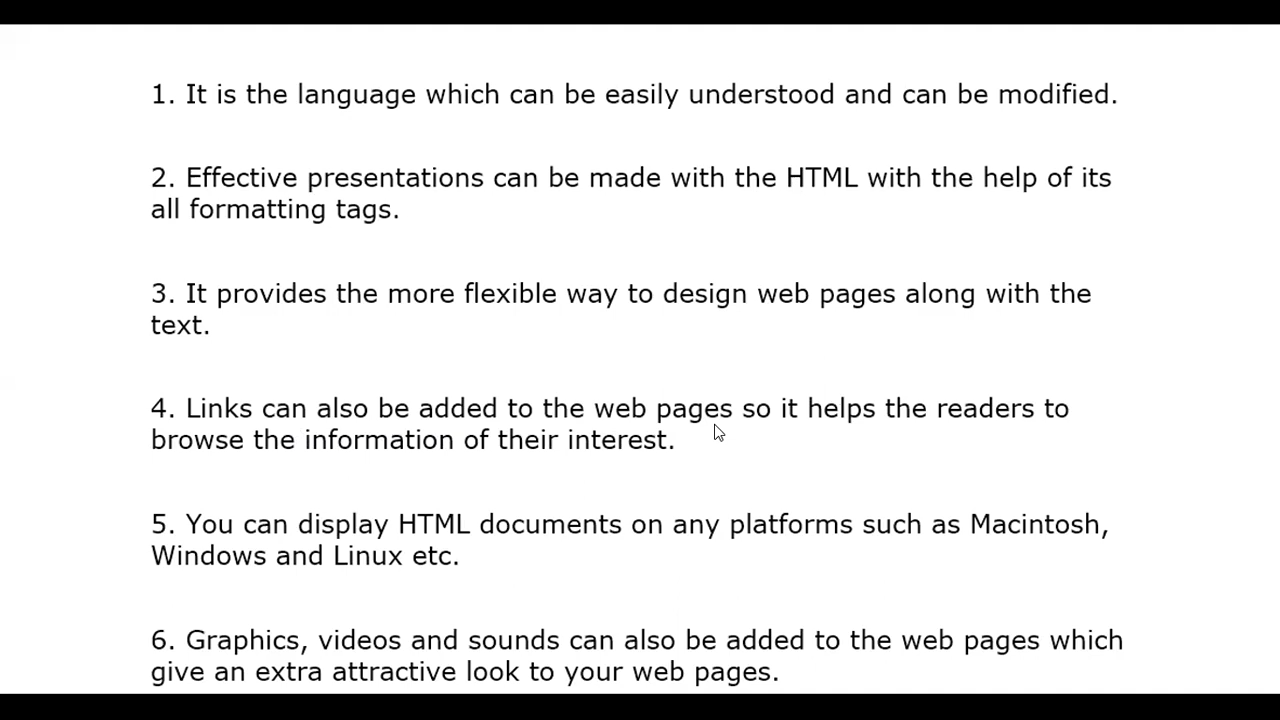 1. It is the language which can be easily understood and can be modified.
2. Effective presentations can be made with the HTML with the help of its
all formatting tags.
3. It provides the more flexible way to design web pages along with the
text.
4. Links can also be added to the web pages so it helps the readers to
browse the information of their interest.
5. You can display HTML documents on any platforms such as Macintosh,
Windows and Linux etc.
6. Graphics, videos and sounds can also be added to the web pages which
give an extra attractive look to your web pages.